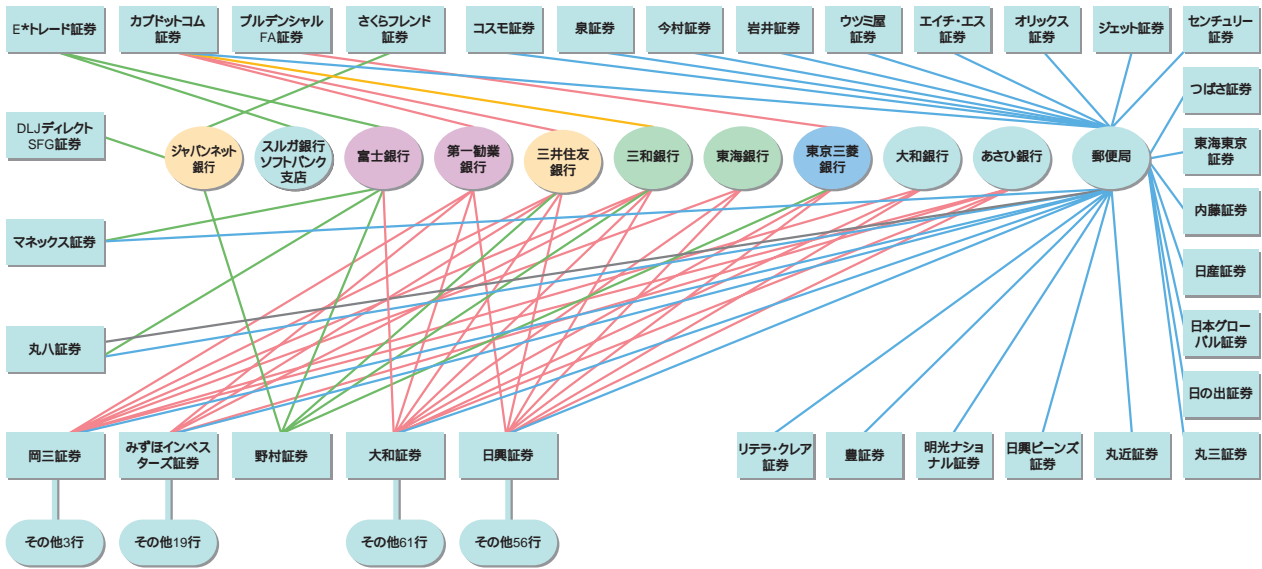 E*トレード証券
カブドットコム
証券
プルデンシャル
FA証券
さくらフレンド
証券
コスモ証券
泉証券
今村証券
岩井証券
ウツミ屋
証券
エイチ・エス
証券
オリックス
証券
ジェット証券
センチュリー
証券
つばさ証券
DLJディレクト
SFG証券
ジャパンネット
銀行
スルガ銀行
ソフトバンク
支店
富士銀行
第一勧業
銀行
三井住友
銀行
三和銀行
東海銀行
東京三菱
銀行
大和銀行
あさひ銀行
郵便局
東海東京
証券
内藤証券
マネックス証券
日産証券
丸八証券
日本グロー
バル証券
日の出証券
岡三証券
みずほインベス
ターズ証券
野村証券
大和証券
日興証券
リテラ・クレア
証券
豊証券
明光ナショ
ナル証券
日興ビーンズ
証券
丸近証券
丸三証券
その他3行
その他19行
その他61行
その他56行